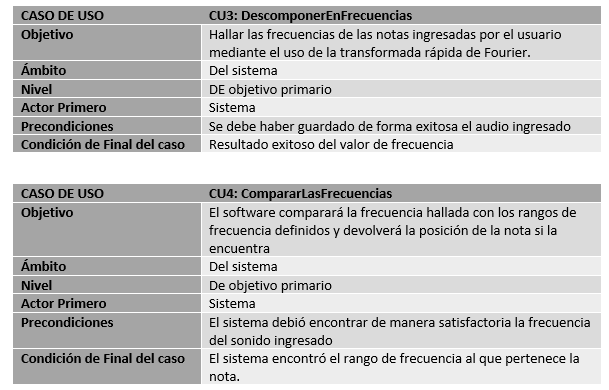 CASO DE USO CU3: DescomponerEnFrecuencias
Objetivo Hallar las frecuencias de las notas ingresadas por el usuario
mediante el uso de la transformada rápida de Fourier.
Ámbito Del sistema
Nivel DE objetivo primario
Actor Primero Sistema
Precondiciones Se debe haber guardado de forma exitosa el audio ingresado
Condición de Final del caso Resultado exitoso del valor de frecuencia
CASO DE USO CU4: CompararLasFrecuencias
Objetivo El software comparará la frecuencia hallada con los rangos de
frecuencia definidos y devolverá la posición de la nota si la
encuentra
Ámbito Del sistema
Nivel De objetivo primario
Actor Primero Sistema
Precondiciones El sistema debió encontrar de manera satisfactoria la frecuencia
del sonido ingresado
Condición de Final del caso El sistema encontró el rango de frecuencia al que pertenece la
nota.